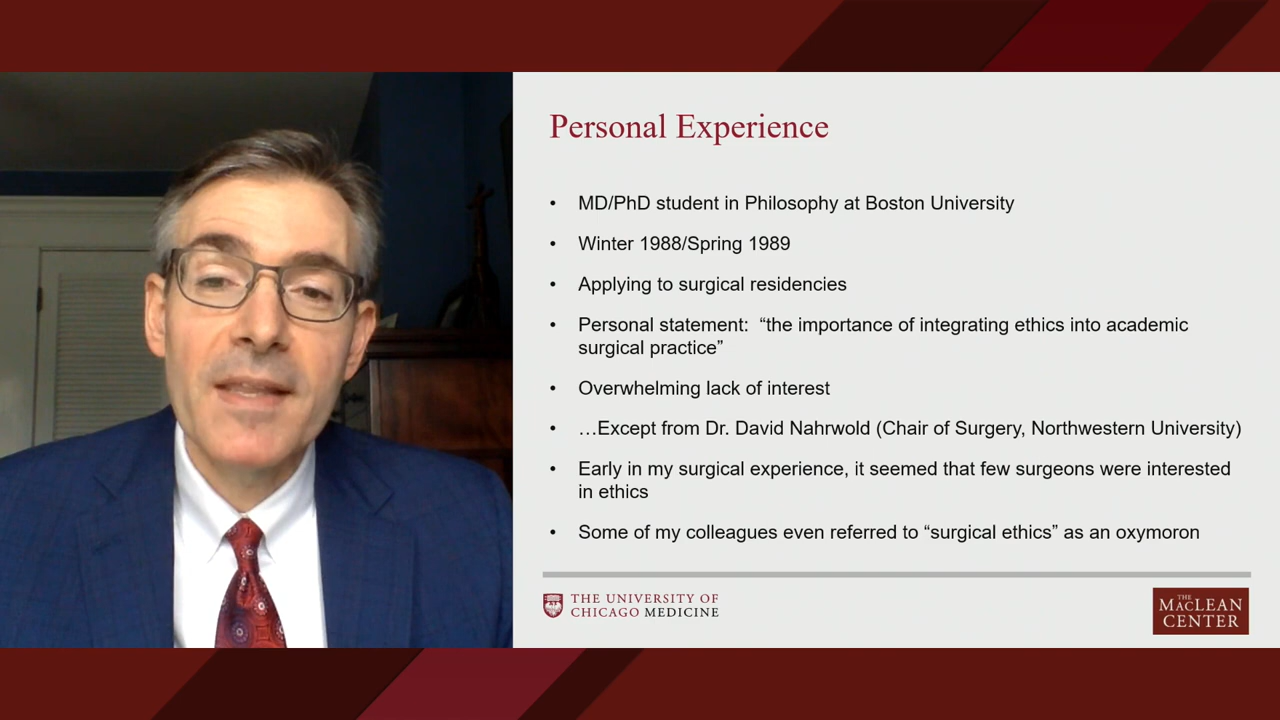 Personal Experience
• MD/PhD student in Philosophy at Boston University
• Winter 1988/Spring 1989
• Applying to surgical residencies
• Personal statement:  “the importance of integrating ethics into academic
surgical practice”
• Overwhelming lack of interest
• …Except from Dr. David Nahrwold (Chair of Surgery, Northwestern University)
• Early in my surgical experience, it seemed that few surgeons were interested
in ethics
• Some of my colleagues even referred to “surgical ethics” as an oxymoron
THE UNIVERSITY OF
CHICAGO MEDICINE
THE
MACLEAN
CENTER